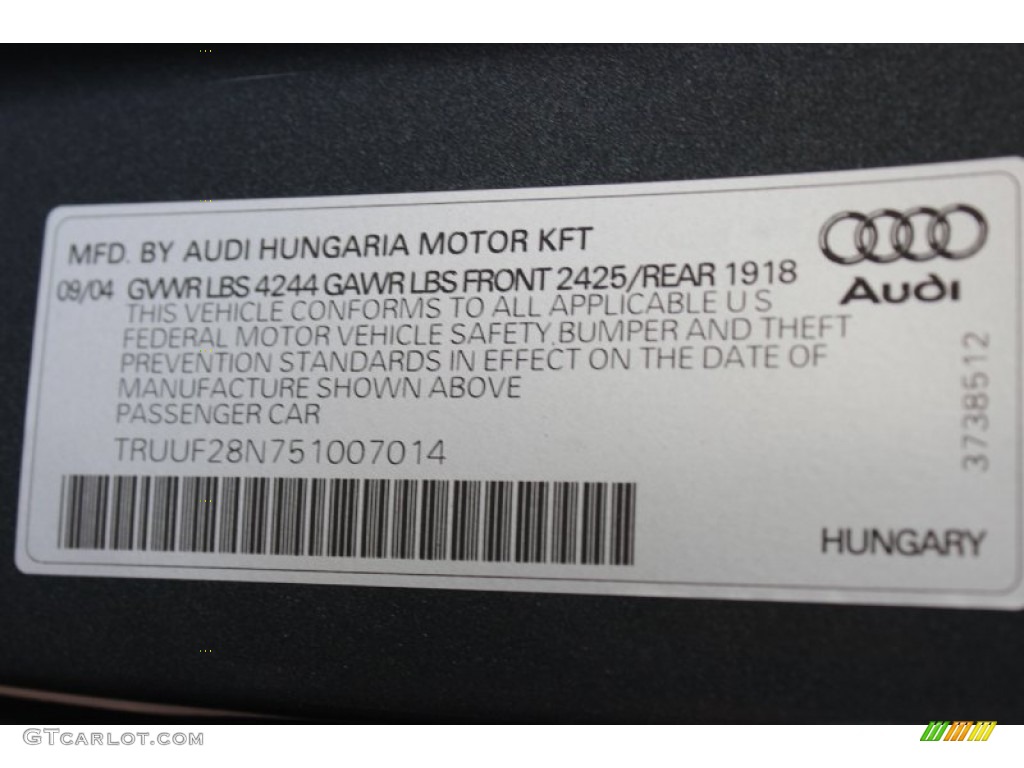 MFD. BY AUDI HUNGARIA MOTOR KFT
09/04 GVWR LBS 4244 GAWR LBS FRONT 2425/REAR 1918
THIS VEHICLE CONFORMS TO ALL APPLICABLE U S
FEDERAL MOTOR VEHICLE SAFETY, BUMPER AND THEFT
PREVENTION STANDARDS IN EFFECT ON THE DATE OF
MANUFACTURE SHOWN ABOVE
PASSENGER CAR
TRUUF28N751007014
Audi
37385512
HUNGARY
GTCarlot.com